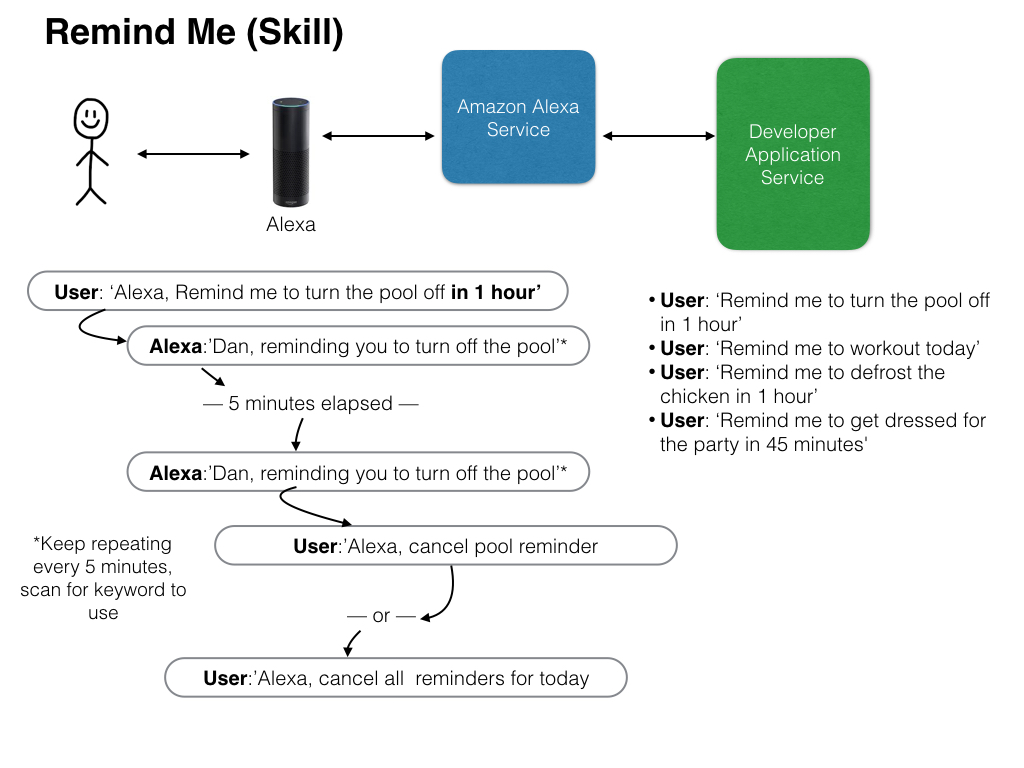 Remind Me (Skill)
Amazon Alexa
Service
Developer
Application
Service
Alexa
User: ‘Alexa, Remind me to turn the pool off in 1 hour’
Alexa:’Dan, reminding you to turn off the pool’*
— 5 minutes elapsed —
Alexa:’Dan, reminding you to turn off the pool’*
User:’Alexa, cancel pool reminder
— or —
User:’Alexa, cancel all  reminders for today
*Keep repeating
every 5 minutes,
scan for keyword to
use
• User: ‘Remind me to turn the pool off
in 1 hour’
• User: ‘Remind me to workout today’
• User: ‘Remind me to defrost the
chicken in 1 hour’
• User: ‘Remind me to get dressed for
the party in 45 minutes'